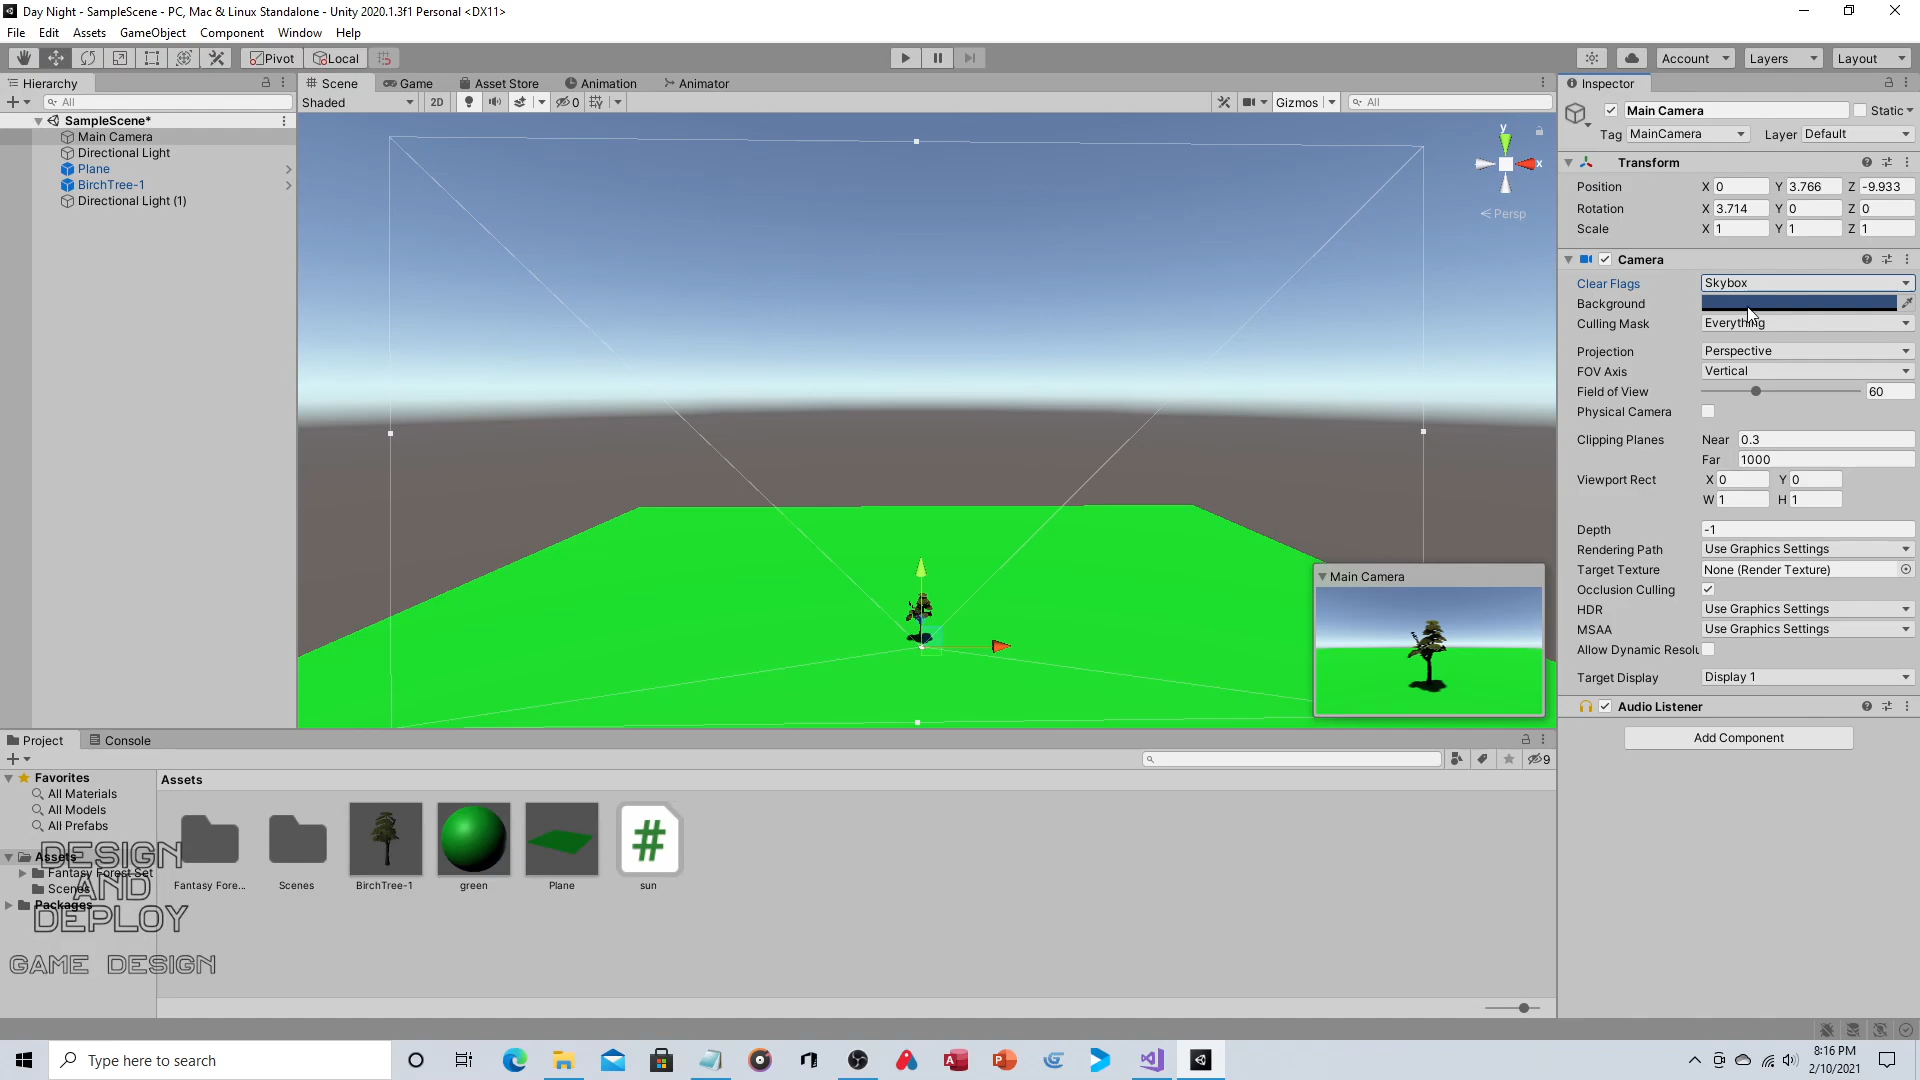 Day Night - SampleScene - PC, Mac & Linux Standalone - Unity 2020.1.3f1 Personal <DX11>
File Edit Assets GameObject Component Window Help
Pivot Local Account Layers Layout
Hierarchy
All
SampleScene*
Main Camera
Directional Light
Plane
BirchTree-1
Directional Light (1)
Scene Game Asset Store Animation Animator
Shaded 2D 0 Gizmos All
y
x
Persp
Main Camera
Inspector
Main Camera Static
Tag MainCamera Layer Default
Transform
Position X 0 Y 3.766 Z -9.933
Rotation X 3.714 Y 0 Z 0
Scale X 1 Y 1 Z 1
Camera
Clear Flags Skybox
Background
Culling Mask Everything
Projection Perspective
FOV Axis Vertical
Field of View 60
Physical Camera
Clipping Planes Near 0.3
Far 1000
Viewport Rect X 0 Y 0
W 1 H 1
Depth -1
Rendering Path Use Graphics Settings
Target Texture None (Render Texture)
Occlusion Culling
HDR Use Graphics Settings
MSAA Use Graphics Settings
Allow Dynamic Resolu
Target Display Display 1
Audio Listener
Add Component
Project Console
9
Favorites
All Materials
All Models
All Prefabs
Assets
Fantasy Forest Set
Scenes
Packages
DESIGN
AND
DEPLOY
GAME DESIGN
Assets
Fantasy Fore...
Scenes
BirchTree-1
green
Plane
#
sun
Type here to search
8:16 PM
2/10/2021